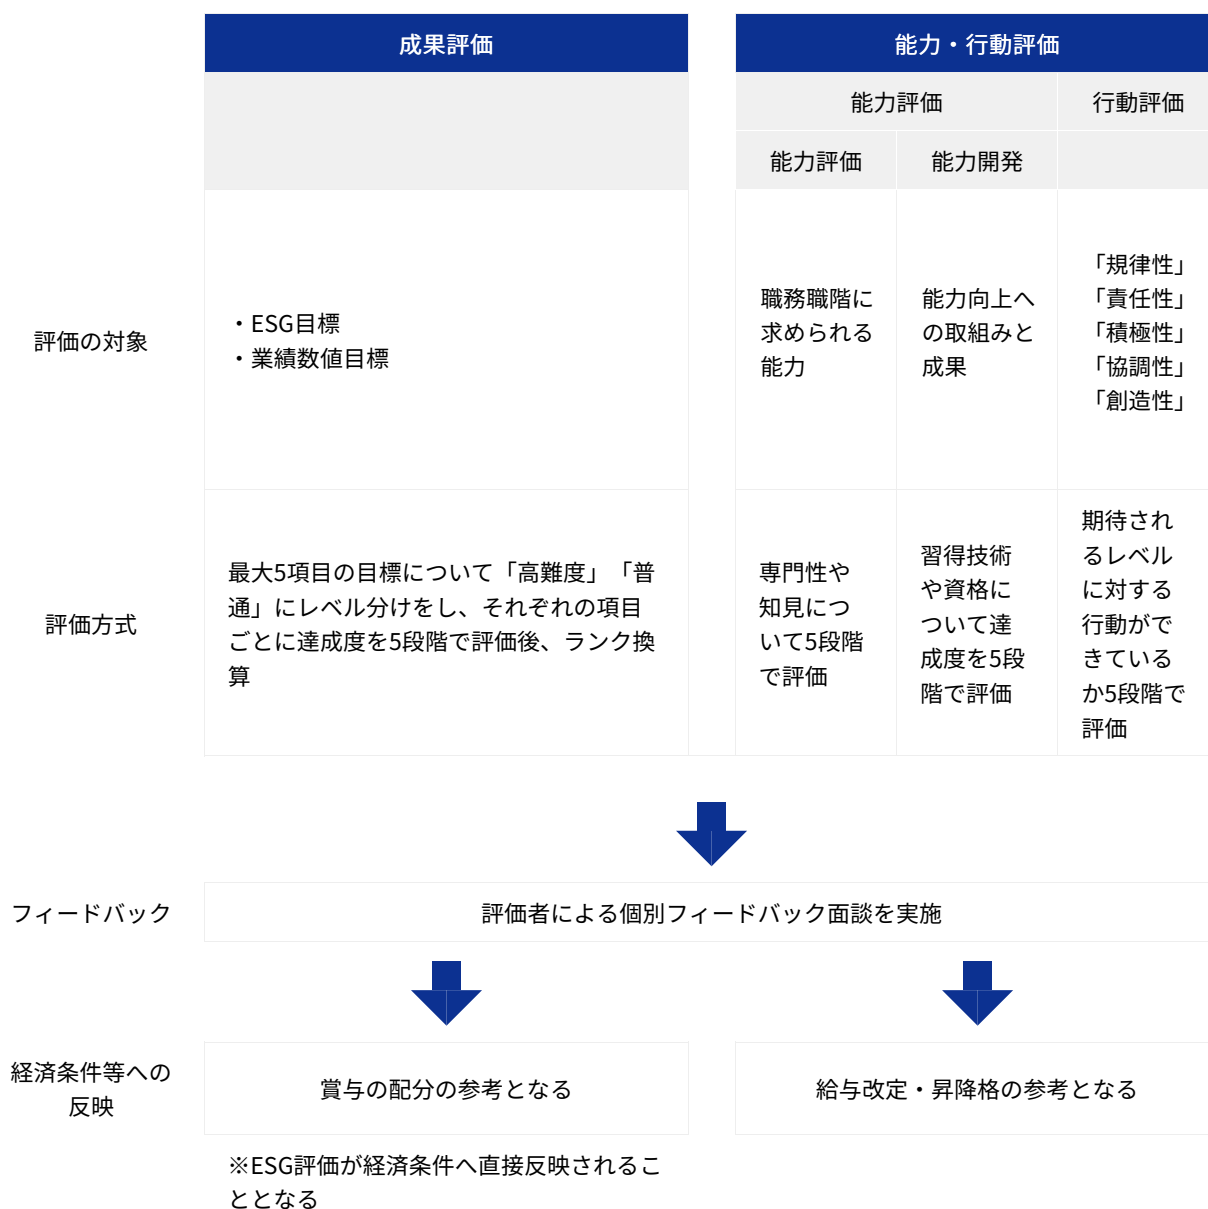 成果評価
能力・行動評価
能力評価
行動評価
能力評価
能力開発
評価の対象
・ESG目標
・業績数値目標
職務職階に
求められる
能力
能力向上へ
の取組みと
成果
「規律性」
「責任性」
「積極性」
「協調性」
「創造性」
評価方式
最大5項目の目標について「高難度」「普
通」にレベル分けをし、それぞれの項目
ごとに達成度を5段階で評価後、ランク換
算
専門性や
知見につ
いて5段階
で評価
習得技術
や資格に
ついて達
成度を5段
階で評価
期待され
るレベル
に対する
行動がで
きている
か5段階で
評価
フィードバック
評価者による個別フィードバック面談を実施
経済条件等への
反映
賞与の配分の参考となる
給与改定・昇降格の参考となる
※ESG評価が経済条件へ直接反映されるこ
ととなる